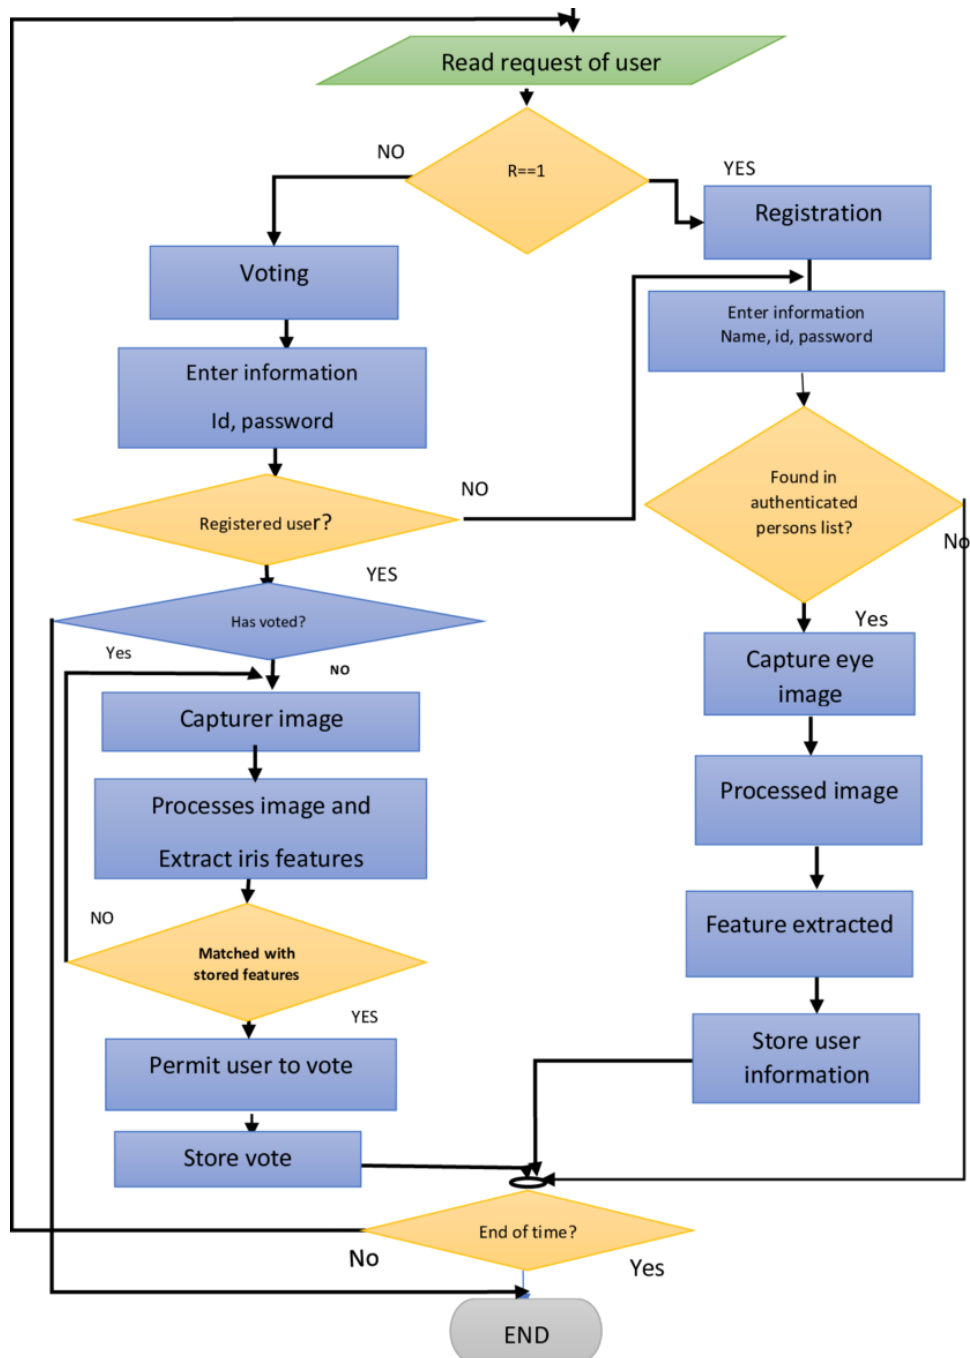 Read request of user
R==1
NO
YES
Registration
Voting
Enter information
Name, id, password
Enter information
Id, password
Found in
authenticated
persons list?
NO
Registered user?
No
YES
Has voted?
Yes
Yes
NO
Capture eye
image
Capturer image
Processed image
Processes image and
Extract iris features
NO
Feature extracted
Matched with
stored features
YES
Store user
information
Permit user to vote
Store vote
End of time?
No
Yes
END